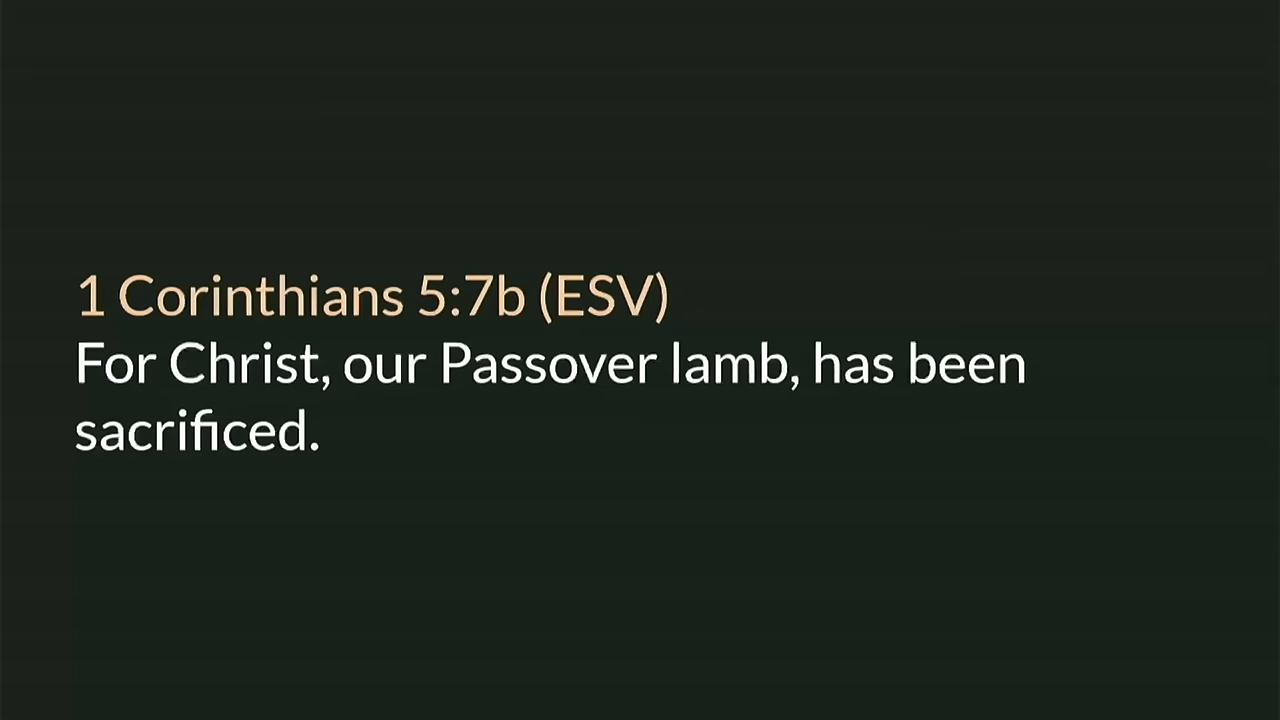 1 Corinthians 5:7b (ESV)
For Christ, our Passover lamb, has been
sacrificed.